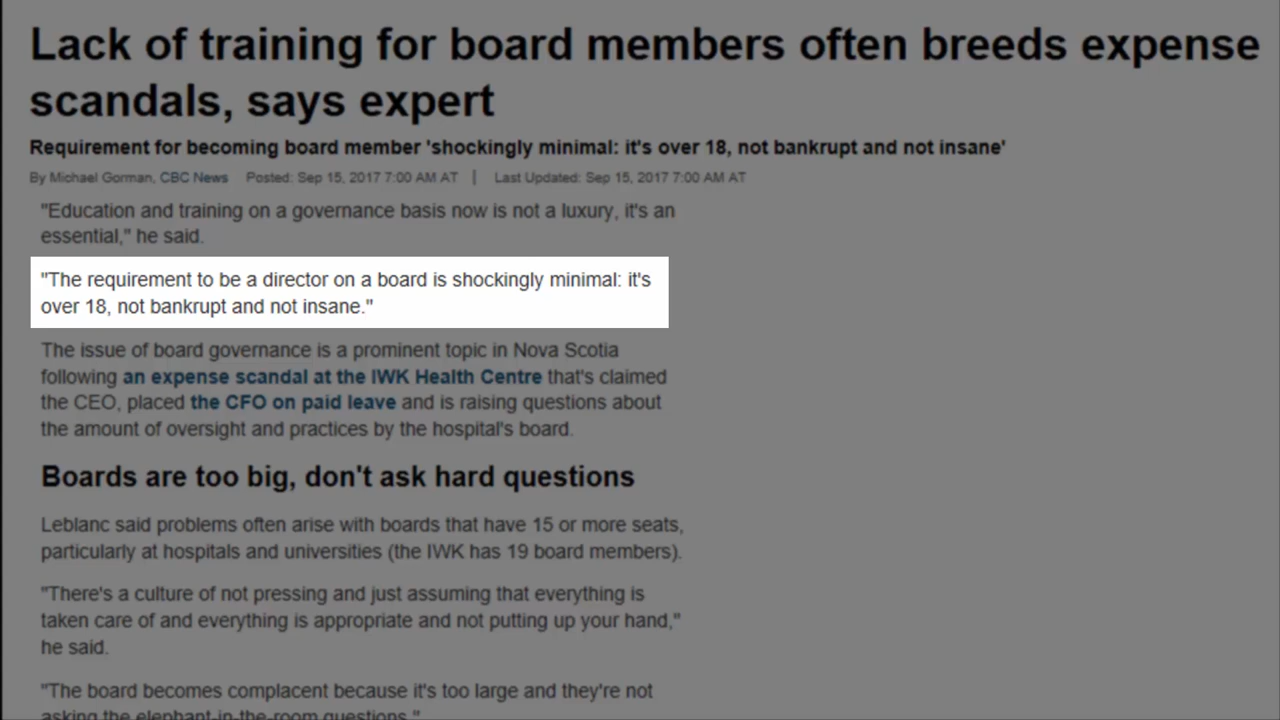 Lack of training for board members often breeds expense
scandals, says expert
Requirement for becoming board member 'shockingly minimal: it's over 18, not bankrupt and not insane'
By Michael Gorman, CBC News Posted: Sep 15, 2017 7:00 AM AT | Last Updated: Sep 15, 2017 7:00 AM AT
"Education and training on a governance basis now is not a luxury, it's an
essential," he said.
"The requirement to be a director on a board is shockingly minimal: it's
over 18, not bankrupt and not insane."
The issue of board governance is a prominent topic in Nova Scotia
following an expense scandal at the IWK Health Centre that's claimed
the CEO, placed the CFO on paid leave and is raising questions about
the amount of oversight and practices by the hospital's board.
Boards are too big, don't ask hard questions
Leblanc said problems often arise with boards that have 15 or more seats,
particularly at hospitals and universities (the IWK has 19 board members).
"There's a culture of not pressing and just assuming that everything is
taken care of and everything is appropriate and not putting up your hand,"
he said.
"The board becomes complacent because it's too large and they're not
asking the elephant-in-the-room questions."